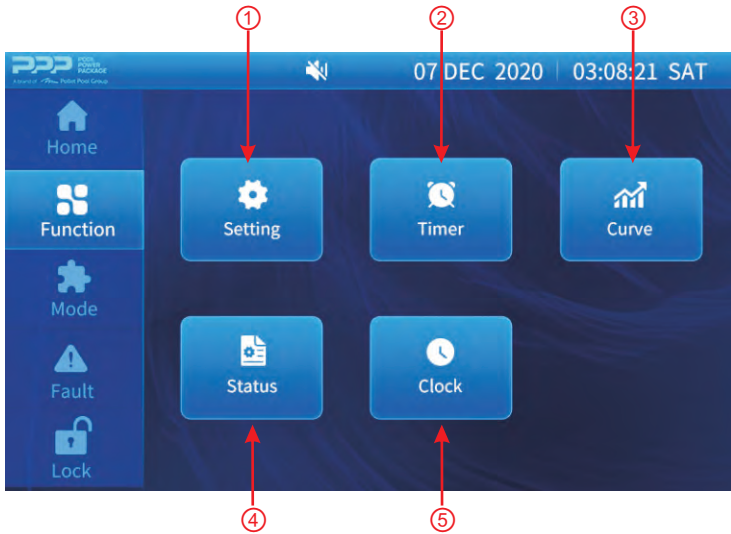 ① ② ③
PPP POOL
POWER
PACKAGE
07 DEC 2020 03:08:21 SAT
Home
Function
Mode
Fault
Lock
Setting Timer Curve
Status Clock
④ ⑤